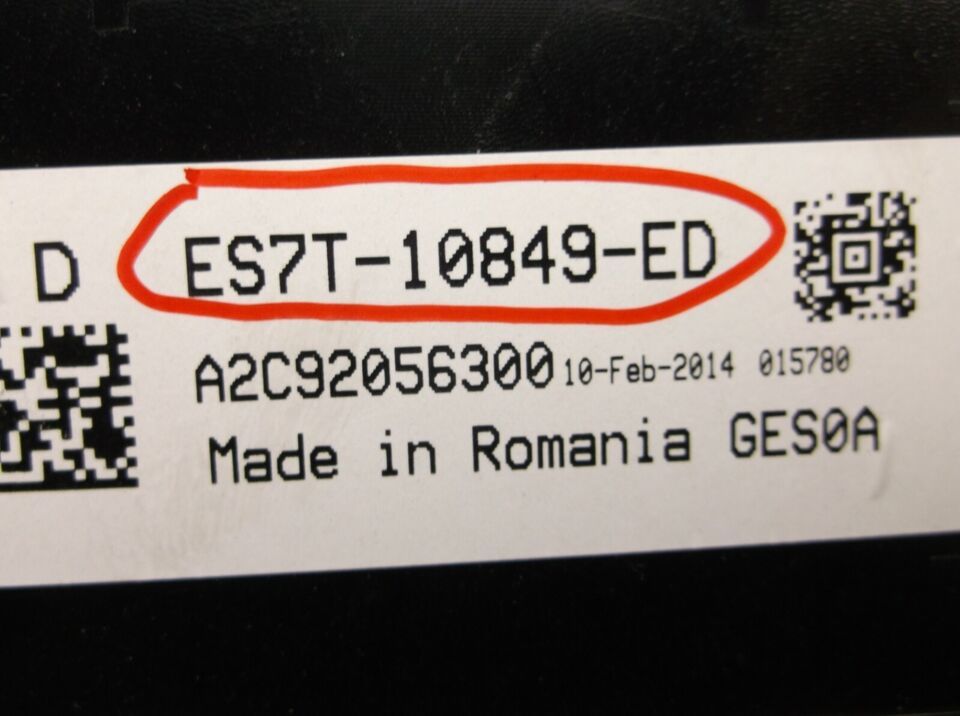 D ES7T-10849-ED
A2C92056300 10-Feb-2014 015780
Made in Romania GES0A